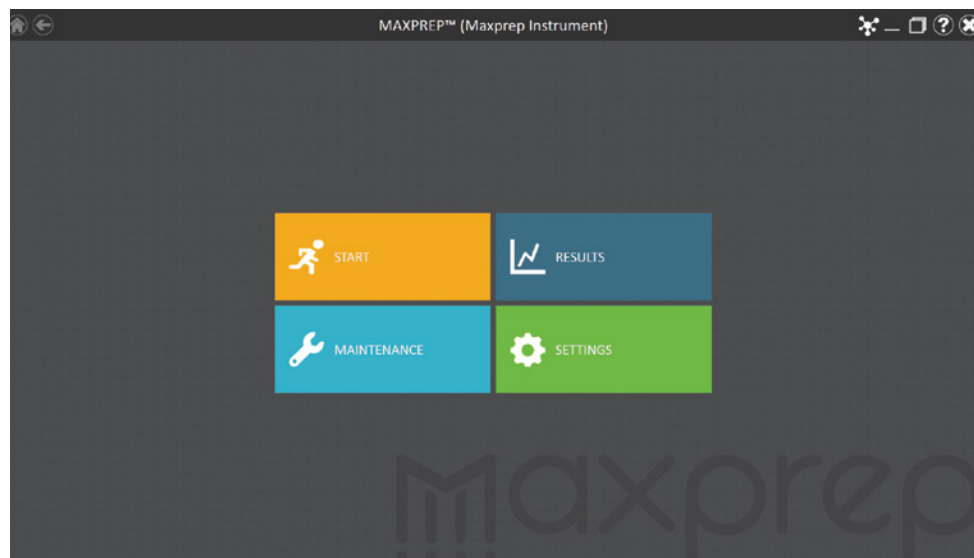 MAXPREP™ (Maxprep Instrument)
START
RESULTS
MAINTENANCE
SETTINGS
maxprep